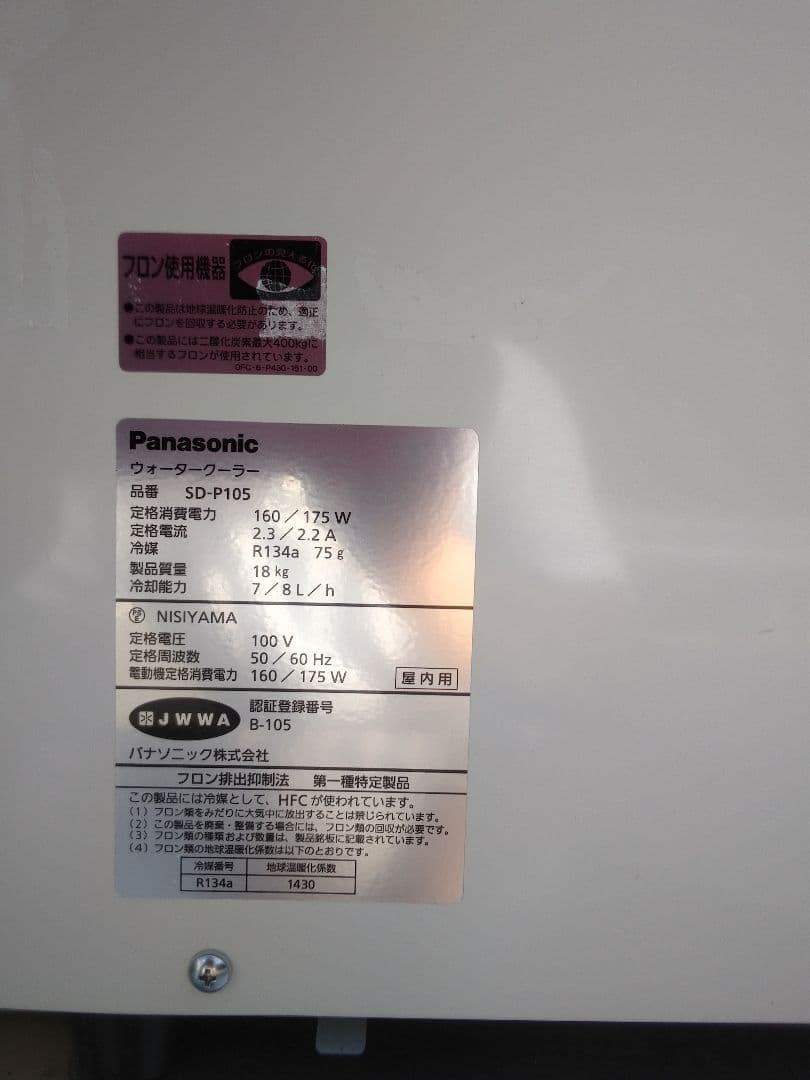 フロン使用機器
フロンの見える化
●この製品は地球温暖化防止のため、適正
にフロンを回収する必要があります。
●この製品には二酸化炭素最大400kgに
相当するフロンが使用されています。
OFC-6-P430-151-00
Panasonic
ウォータークーラー
品番 SD-P105
定格消費電力 160／175 W
定格電流 2.3／2.2 A
冷媒 R134a 75 g
製品質量 18 kg
冷却能力 7／8 L／h
NISIYAMA
定格電圧 100 V
定格周波数 50／60 Hz
電動機定格消費電力 160／175 W 屋内用
JWWA 認証登録番号
B-105
パナソニック株式会社
フロン排出抑制法 第一種特定製品
この製品には冷媒として、HFCが使われています。
(1) フロン類をみだりに大気中に放出することは禁じられています。
(2) この製品を廃棄・整備する場合には、フロン類の回収が必要です。
(3) フロン類の種類および数量は、製品銘板に記載されています。
(4) フロン類の地球温暖化係数は以下のとおりです。
冷媒番号 地球温暖化係数
R134a 1430